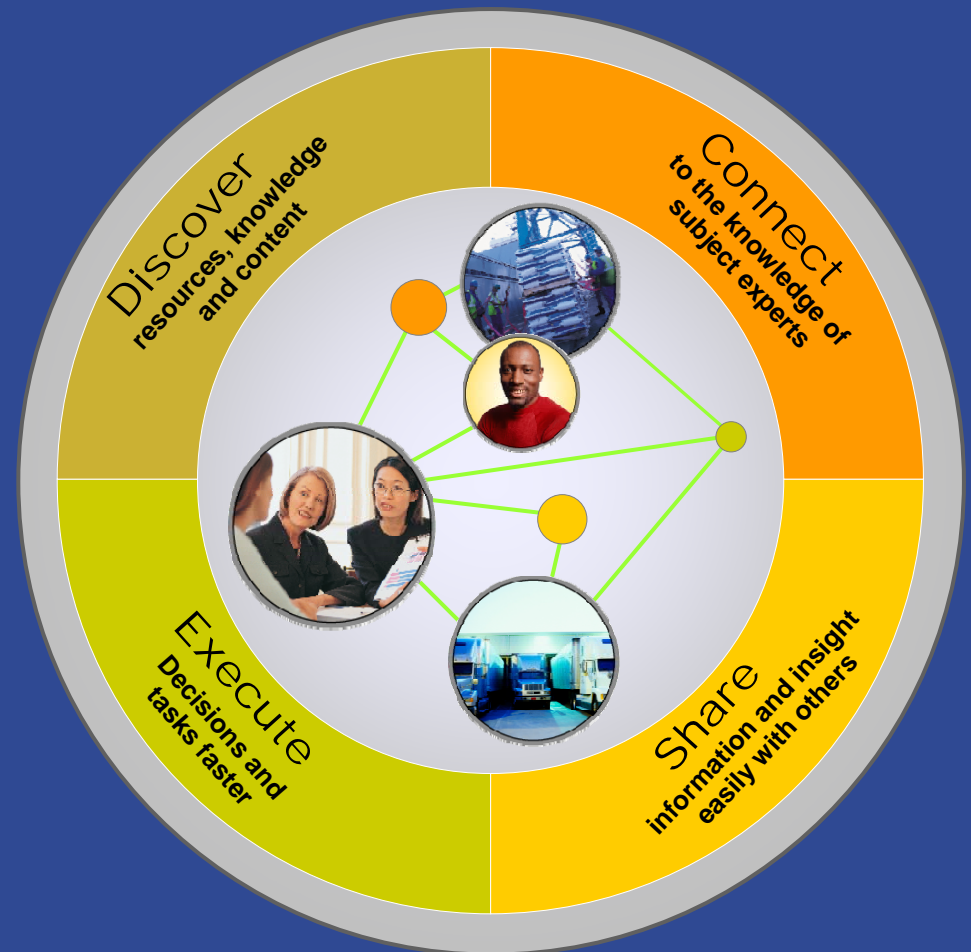 Discover
resources, knowledge
and content
Connect
to the knowledge of
subject experts
Execute
Decisions and
tasks faster
Share
information and insight
easily with others